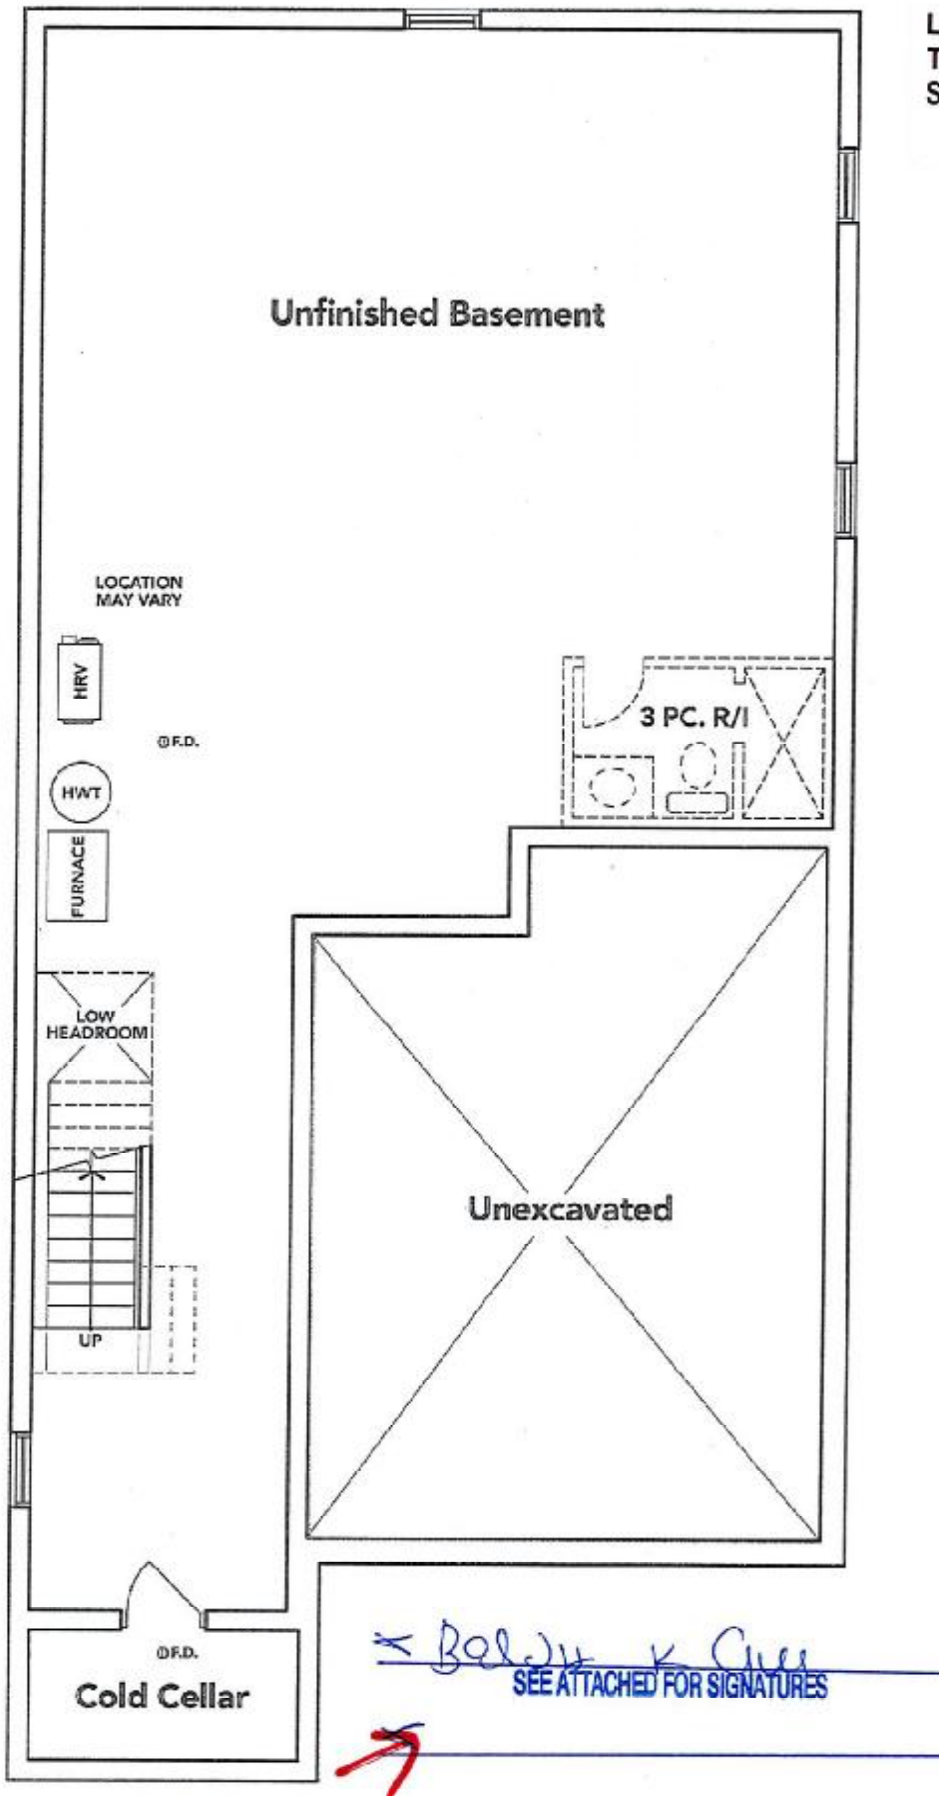 L
T
S
Unfinished Basement
LOCATION
MAY VARY
HRV
3 PC. R/I
ⵀF.D.
HWT
FURNACE
LOW
HEADROOM
Unexcavated
UP
F.D.
Cold Cellar
SEE ATTACHED FOR SIGNATURES